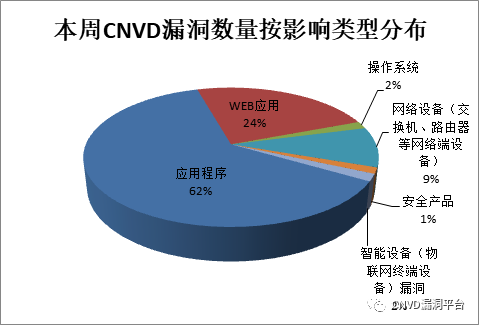 本周CNVD漏洞数量按影响类型分布
操作系统
2%
WEB应用
24%
网络设备（交
换机、路由器
等网络端设
备）
9%
应用程序
62%
安全产品
1%
智能设备（物
联网终端设
备）漏洞
2%
CNVD漏洞平台